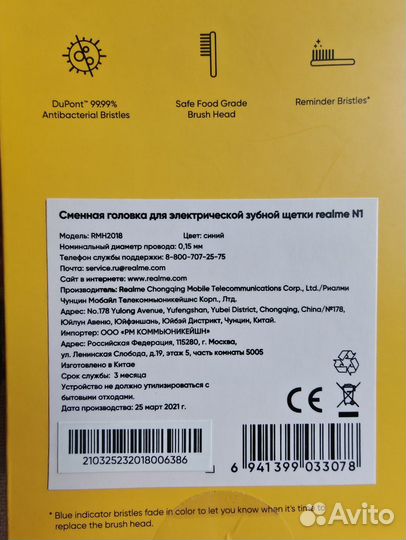 DuPont™ 99.99%
Antibacterial Bristles
Safe Food Grade
Brush Head
Reminder Bristles*
Сменная головка для электрической зубной щетки realme N1
Модель: RMH2018 Цвет: синий
Номинальный диаметр провода: 0,15 мм
Телефон службы поддержки: 8-800-707-25-75
Почта: service.ru@realme.com
Сайт в интернете: www.realme.com
Производитель: Realme Chongqing Mobile Telecommunications Corp., Ltd./Риалми
Чунцин Мобайл Телекоммьюникейшнс Корп., Лтд.
Адрес: No.178 Yulong Avenue, Yufengshan, Yubei District, Chongqing, China/№178,
Юйлун Авеню, Юйфэншань, Юйбэй Дистрикт, Чунцин, Китай.
Импортер: ООО «РМ КОММЬЮНИКЕЙШН»
Адрес: Российская Федерация, 115280, г. Москва,
ул. Ленинская Слобода, д.19, этаж 5, часть комнаты 5005
Изготовлено в Китае
Срок службы: 3 месяца
Устройство не должно утилизироваться с
бытовыми отходами.
Дата производства: 25 март 2021 г.
CE
210325232018006386
6 941399 033078
* Blue indicator bristles fade in color to let you know when it's time to
replace the brush head.
Avito